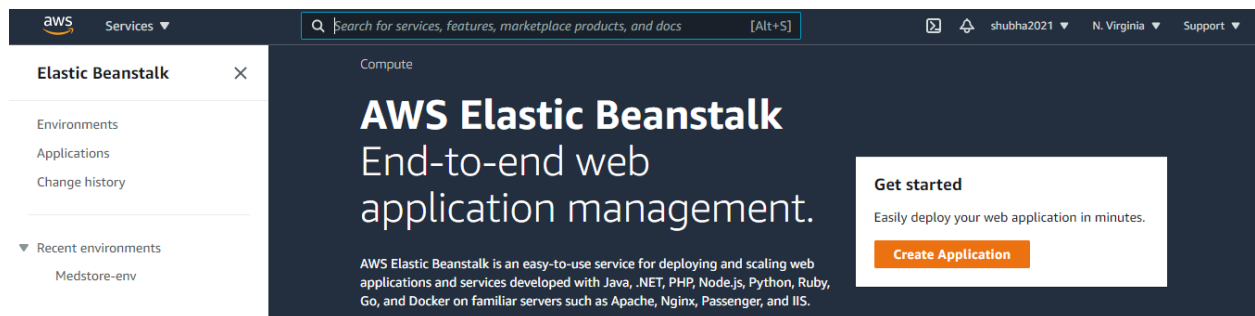 aws Services ▼ Search for services, features, marketplace products, and docs [Alt+S] shubha2021 ▼ N. Virginia ▼ Support ▼
Elastic Beanstalk
Environments
Applications
Change history
Recent environments
Medstore-env
Compute
AWS Elastic Beanstalk
End-to-end web
application management.
AWS Elastic Beanstalk is an easy-to-use service for deploying and scaling web
applications and services developed with Java, .NET, PHP, Node.js, Python, Ruby,
Go, and Docker on familiar servers such as Apache, Nginx, Passenger, and IIS.
Get started
Easily deploy your web application in minutes.
Create Application